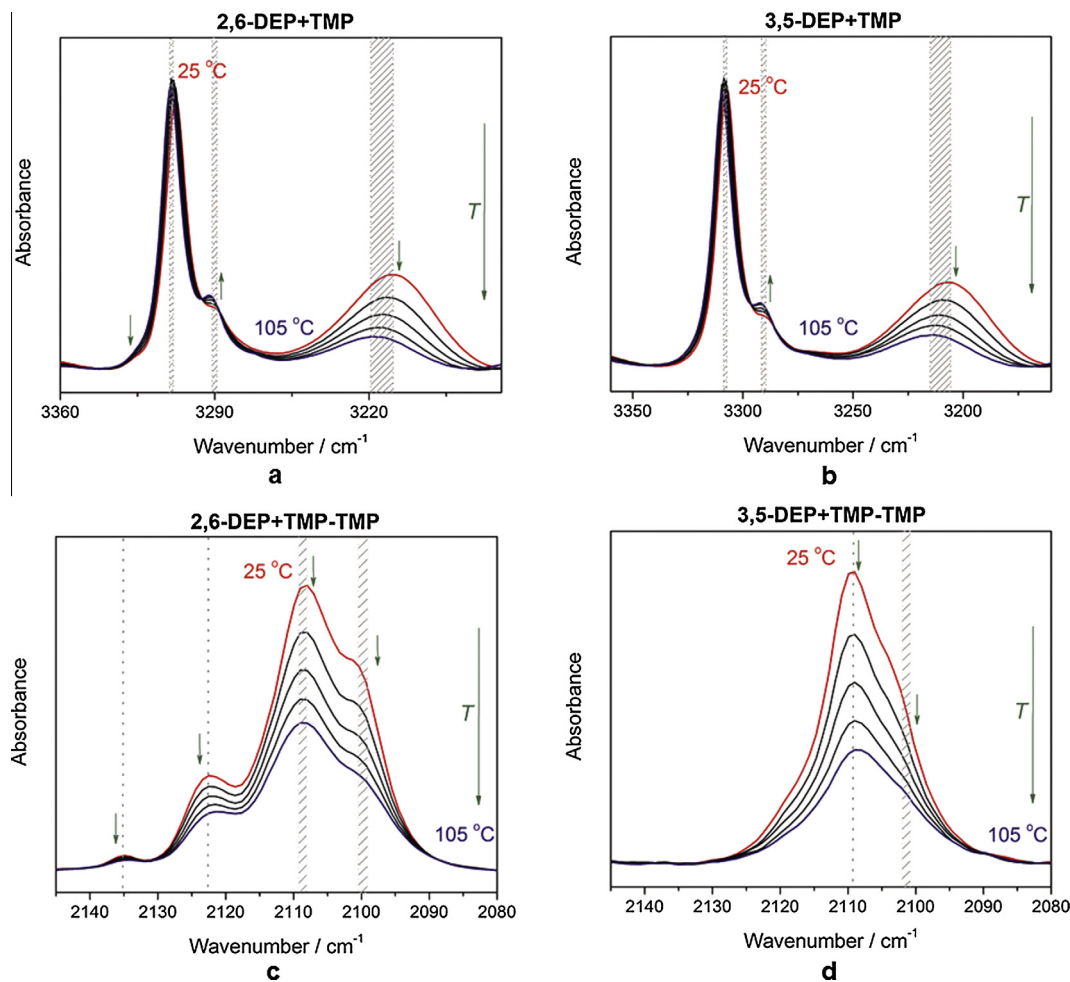 2,6-DEP+TMP
25 °C
105 °C
T
Absorbance
3360 3290 3220
Wavenumber / cm⁻¹
a
3,5-DEP+TMP
25 °C
105 °C
T
Absorbance
3350 3300 3250 3200
Wavenumber / cm⁻¹
b
2,6-DEP+TMP-TMP
25 °C
105 °C
T
Absorbance
2140 2130 2120 2110 2100 2090 2080
Wavenumber / cm⁻¹
c
3,5-DEP+TMP-TMP
25 °C
105 °C
T
Absorbance
2140 2130 2120 2110 2100 2090 2080
Wavenumber / cm⁻¹
d